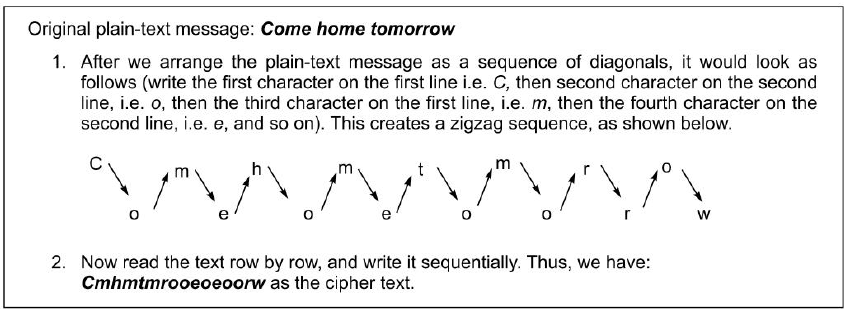 Original plain-text message: Come home tomorrow
1. After we arrange the plain-text message as a sequence of diagonals, it would look as
follows (write the first character on the first line i.e. C, then second character on the second
line, i.e. o, then the third character on the first line, i.e. m, then the fourth character on the
second line, i.e. e, and so on). This creates a zigzag sequence, as shown below.
C m h m t m r o
o e o e o o r w
2. Now read the text row by row, and write it sequentially. Thus, we have:
Cmhmtmrooeoeoorw as the cipher text.